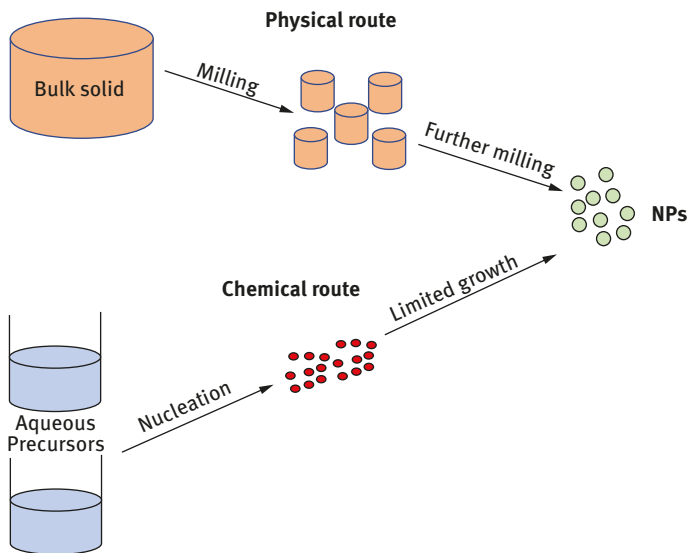 Physical route
Bulk solid
Milling
Further milling
NPs
Chemical route
Limited growth
Nucleation
Aqueous
Precursors